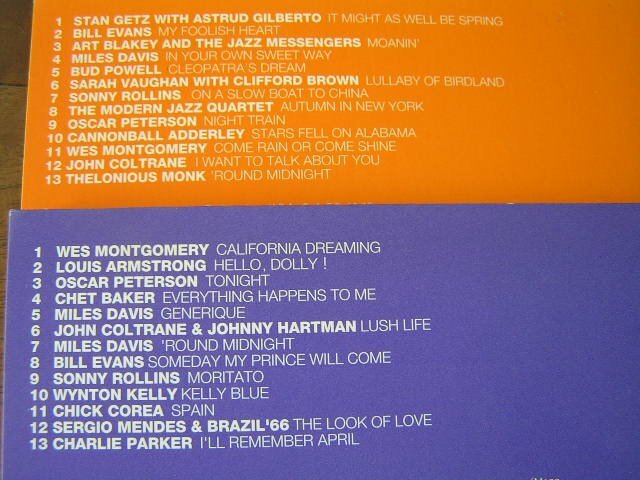 1 STAN GETZ WITH ASTRUD GILBERTO IT MIGHT AS WELL BE SPRING
2 BILL EVANS MY FOOLISH HEART
3 ART BLAKEY AND THE JAZZ MESSENGERS MOANIN'
4 MILES DAVIS IN YOUR OWN SWEET WAY
5 BUD POWELL CLEOPATRA'S DREAM
6 SARAH VAUGHAN WITH CLIFFORD BROWN LULLABY OF BIRDLAND
7 SONNY ROLLINS ON A SLOW BOAT TO CHINA
8 THE MODERN JAZZ QUARTET AUTUMN IN NEW YORK
9 OSCAR PETERSON NIGHT TRAIN
10 CANNONBALL ADDERLEY STARS FELL ON ALABAMA
11 WES MONTGOMERY COME RAIN OR COME SHINE
12 JOHN COLTRANE I WANT TO TALK ABOUT YOU
13 THELONIOUS MONK 'ROUND MIDNIGHT
1 WES MONTGOMERY CALIFORNIA DREAMING
2 LOUIS ARMSTRONG HELLO, DOLLY !
3 OSCAR PETERSON TONIGHT
4 CHET BAKER EVERYTHING HAPPENS TO ME
5 MILES DAVIS GENERIQUE
6 JOHN COLTRANE & JOHNNY HARTMAN LUSH LIFE
7 MILES DAVIS 'ROUND MIDNIGHT
8 BILL EVANS SOMEDAY MY PRINCE WILL COME
9 SONNY ROLLINS MORITATO
10 WYNTON KELLY KELLY BLUE
11 CHICK COREA SPAIN
12 SERGIO MENDES & BRAZIL'66 THE LOOK OF LOVE
13 CHARLIE PARKER I'LL REMEMBER APRIL